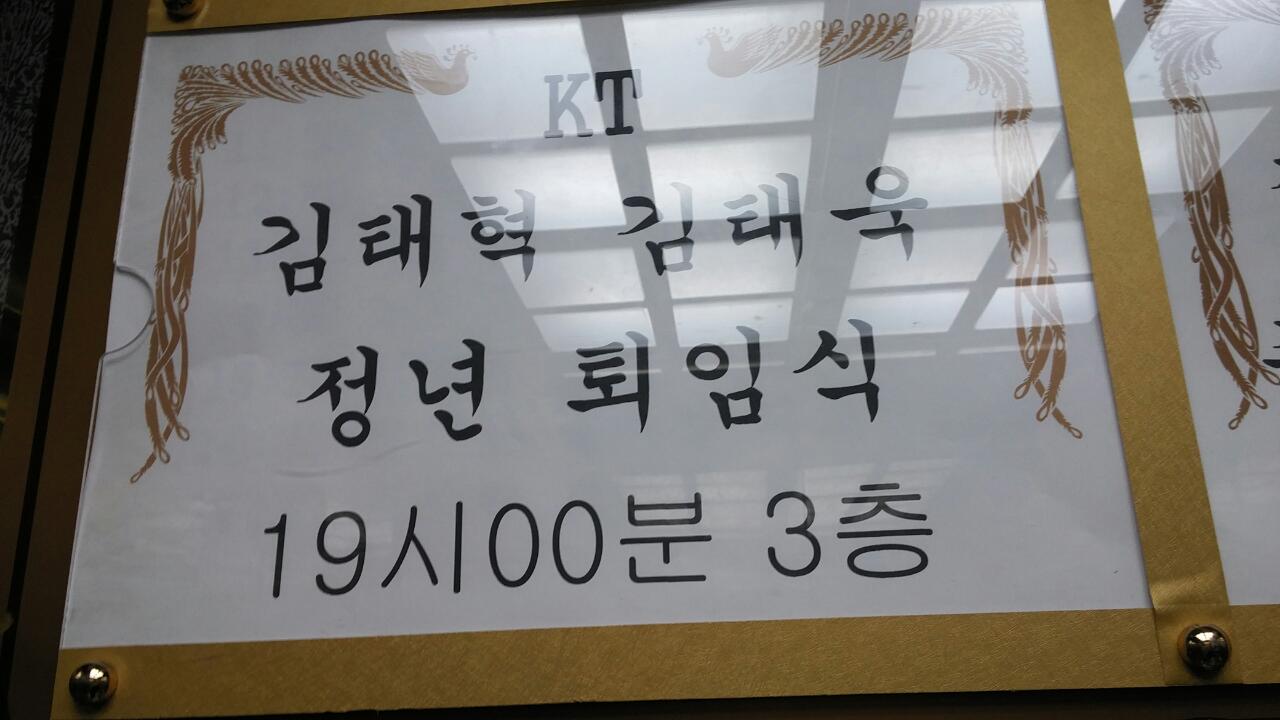 KT
김태혁 김태욱
정년 퇴임식
19시00분 3층